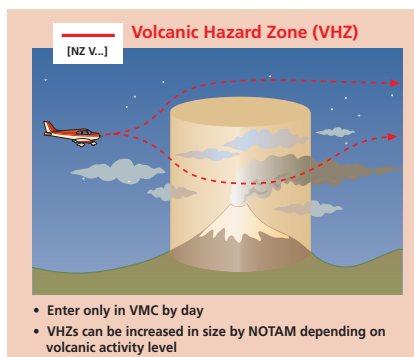 Volcanic Hazard Zone (VHZ)
[NZ V...]
• Enter only in VMC by day
• VHZs can be increased in size by NOTAM depending on
volcanic activity level